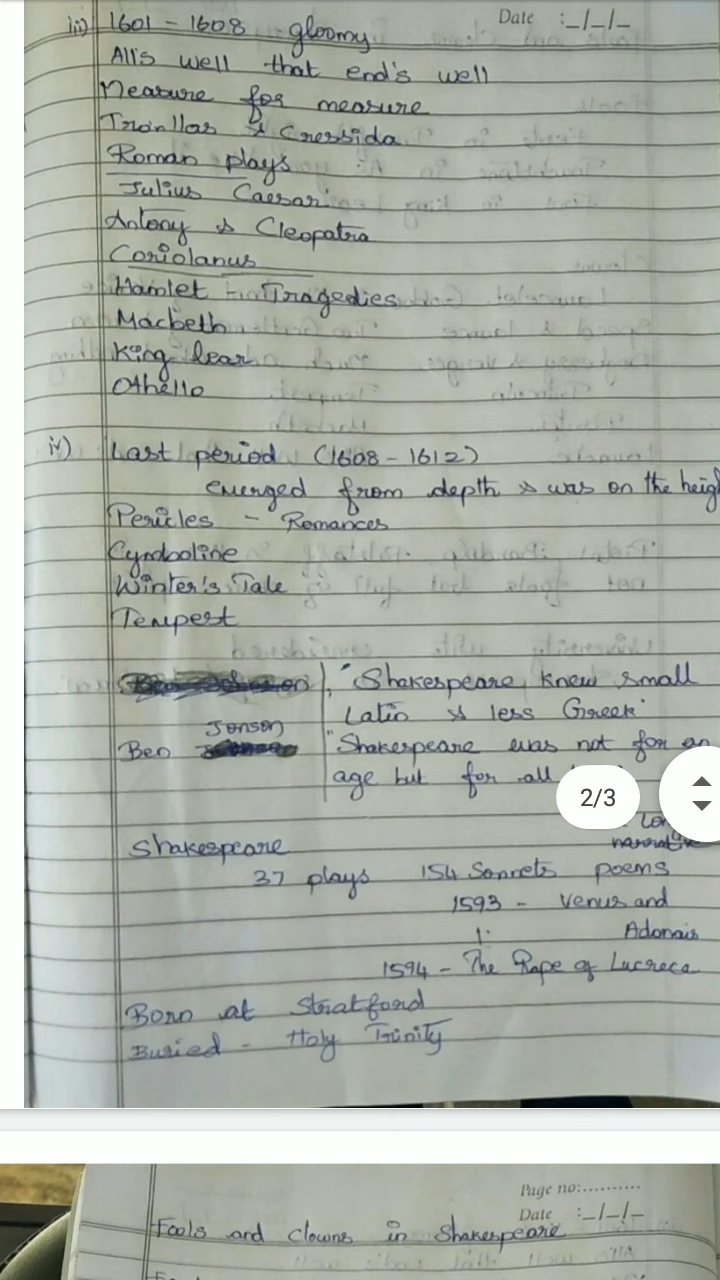 Date :_/_/_
iii) 1601 - 1608 - gloomy
All's well that end's well
Measure for measure
Troillas & Cressida
Roman plays
Julius Caesar
Antony & Cleopatra
Coriolanus
Hamlet - Tragedies
Macbeth
King lear
Othello
iv) Last period (1608 - 1612)
emerged from depth & was on the heig
Pericles - Romances
Cymboline
Winter's Tale
Tempest
"Shakespeare knew small
Latin & less Greek"
Ben Jonson
"Shakespeare was not for an
age but for all
2/3
narrative
Shakespeare
37 plays 154 Sonnets poems
1593 - Venus and
Adonais
1594 - The Rape of Lucreca
Born at Stratford
Buried - Holy Trinity
Page no:..........
Date :_/_/_
Fools and Clowns in Shakespeare